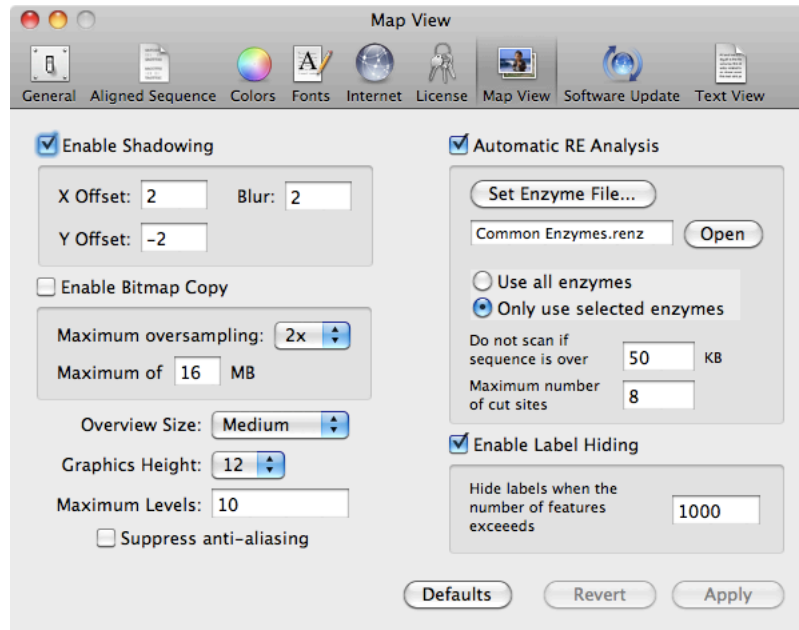 Map View
General Aligned Sequence Colors Fonts Internet License Map View Software Update Text View
Enable Shadowing
X Offset: 2 Blur: 2
Y Offset: -2
Enable Bitmap Copy
Maximum oversampling: 2x
Maximum of 16 MB
Overview Size: Medium
Graphics Height: 12
Maximum Levels: 10
Suppress anti-aliasing
Automatic RE Analysis
Set Enzyme File...
Common Enzymes.renz Open
Use all enzymes
Only use selected enzymes
Do not scan if
sequence is over 50 KB
Maximum number
of cut sites 8
Enable Label Hiding
Hide labels when the
number of features 1000
exceeeds
Defaults Revert Apply